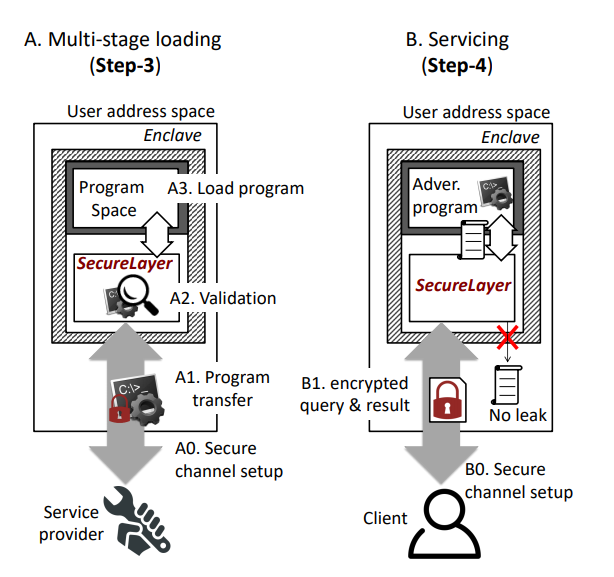 A. Multi-stage loading
(Step-3)
User address space
Enclave
Program
Space
A3. Load program
SecureLayer
A2. Validation
C:\>_
A1. Program
transfer
A0. Secure
channel setup
Service
provider
B. Servicing
(Step-4)
User address space
Enclave
Adver.
program
C:\>_
SecureLayer
B1. encrypted
query & result
No leak
B0. Secure
channel setup
Client